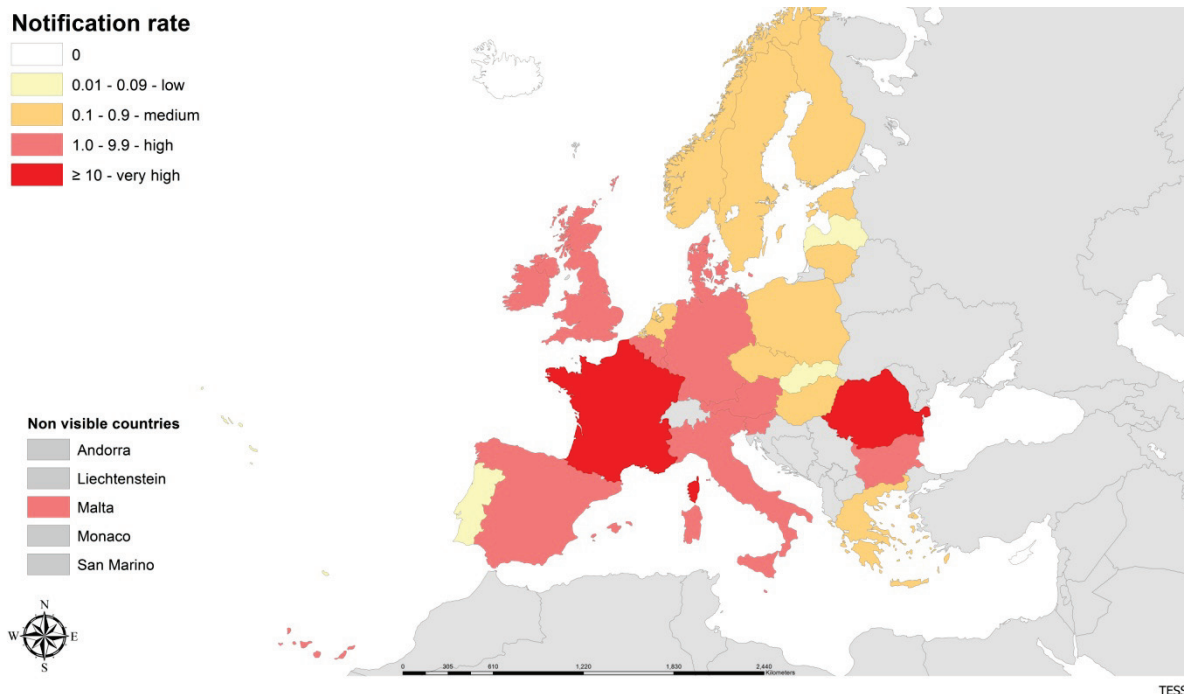 Notification rate
0
0.01 - 0.09 - low
0.1 - 0.9 - medium
1.0 - 9.9 - high
≥ 10 - very high
Non visible countries
Andorra
Liechtenstein
Malta
Monaco
San Marino
N
W E
S
0 305 610 1,220 1,830 2,440
Kilometers
TESS